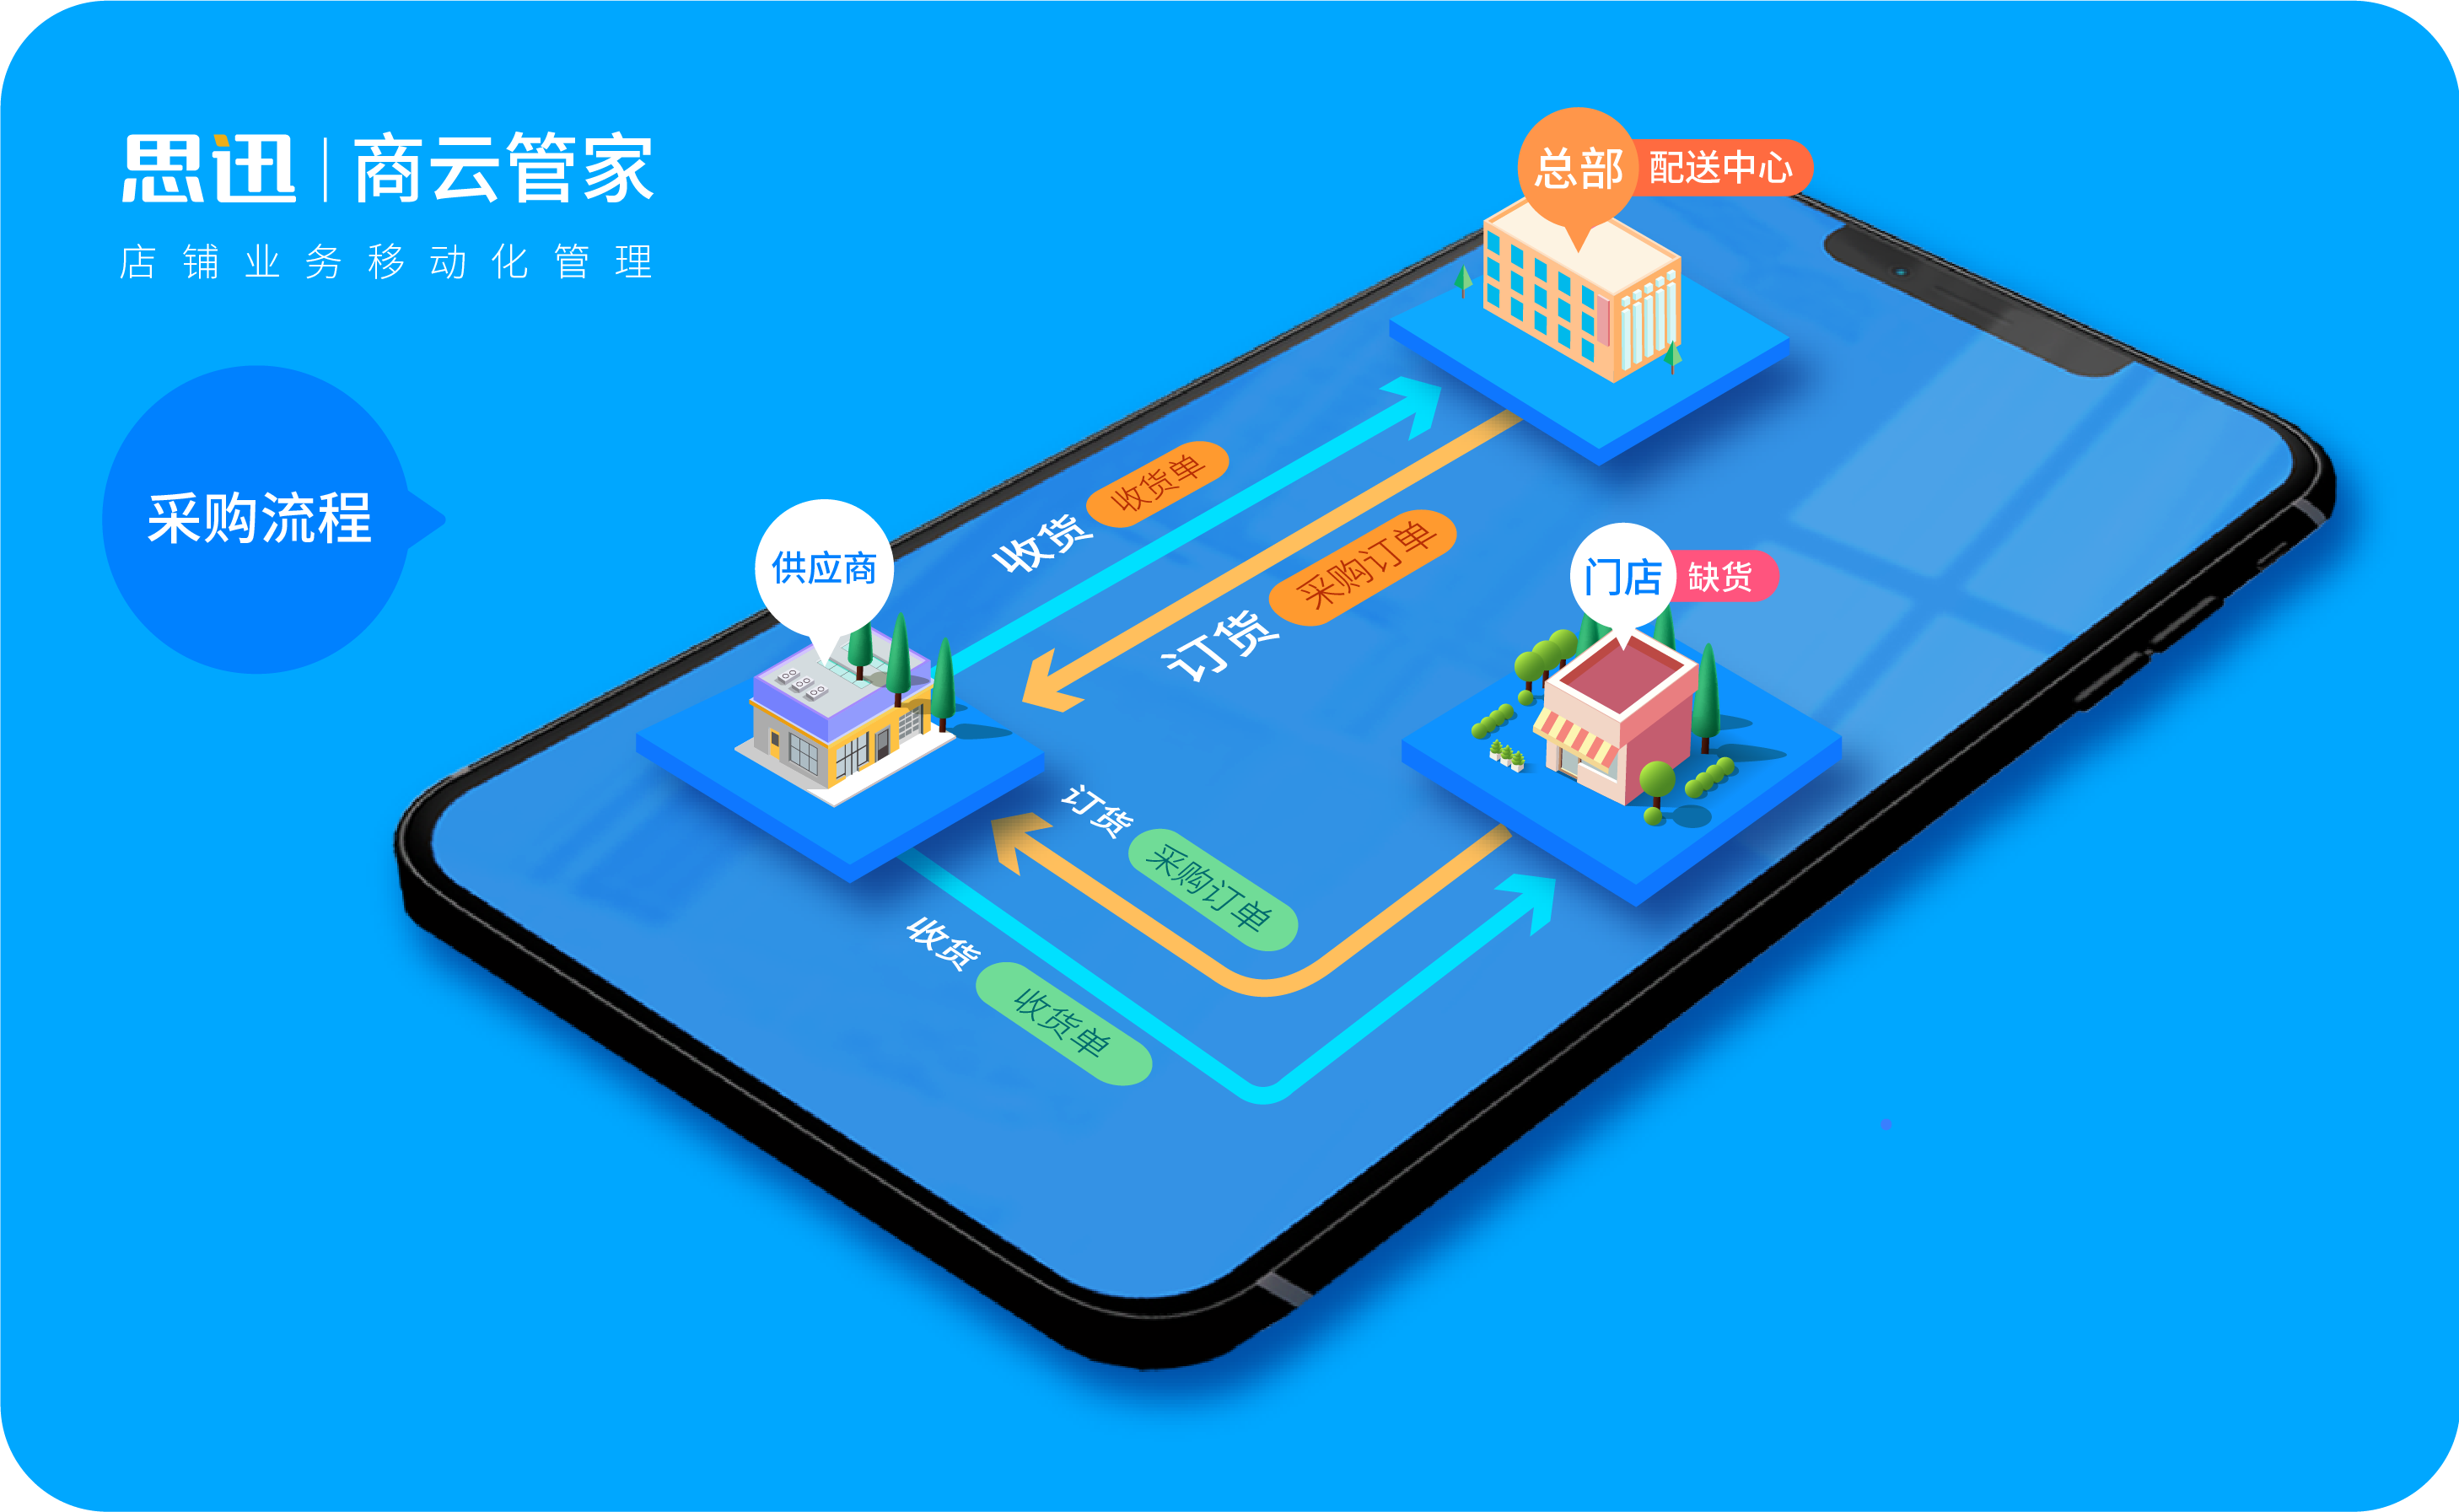 思迅 | 商云管家
店铺业务移动化管理
采购流程
总部 配送中心
收货 收货单
订货 采购订单
供应商
门店 缺货
订货 采购订单
收货 收货单